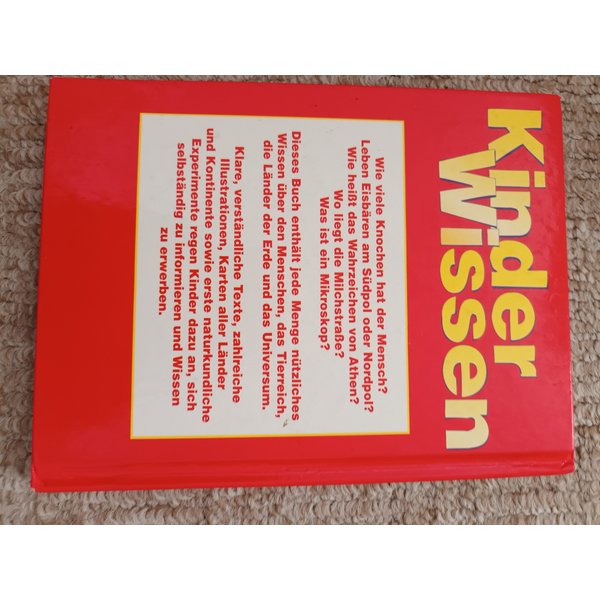 Kinder
Wissen
Wie viele Knochen hat der Mensch?
Leben Eisbären am Südpol oder Nordpol?
Wie heißt das Wahrzeichen von Athen?
Wo liegt die Milchstraße?
Was ist ein Mikroskop?
Dieses Buch enthält jede Menge nützliches
Wissen über den Menschen, das Tierreich,
die Länder der Erde und das Universum.
Klare, verständliche Texte, zahlreiche
Illustrationen, Karten aller Länder
und Kontinente sowie erste naturkundliche
Experimente regen Kinder dazu an, sich
selbständig zu informieren und Wissen
zu erwerben.